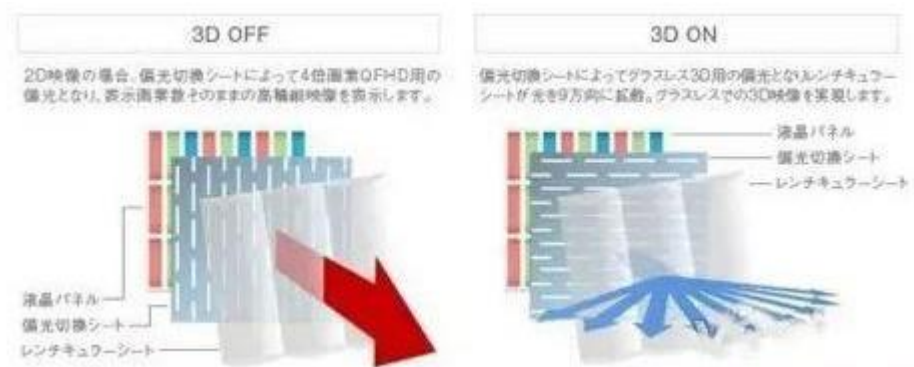 3D OFF
2D映像の場合、偏光切換シートによって4倍画素QFHD用の
偏光となり、表示画素数そのままの高精細映像を表示します。
液晶パネル
偏光切換シート
レンチキュラーシート
3D ON
偏光切換シートによってグラスレス3D用の偏光となりレンチキュラー
シートが光を9方向に拡散。グラスレスでの3D映像を実現します。
液晶パネル
偏光切換シート
レンチキュラーシート